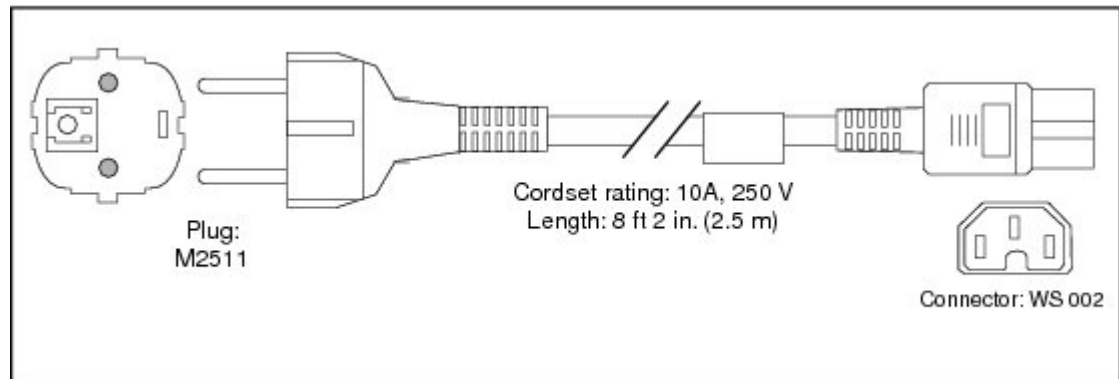 Plug:
M2511
Cordset rating: 10A, 250 V
Length: 8 ft 2 in. (2.5 m)
Connector: WS 002